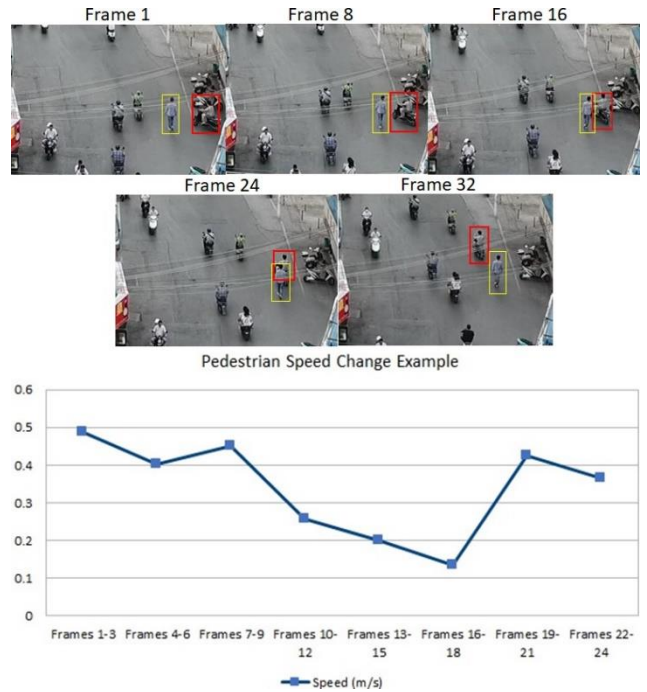 Frame 1 Frame 8 Frame 16
Frame 24 Frame 32
Pedestrian Speed Change Example
0.6
0.5
0.4
0.3
0.2
0.1
0
Frames 1-3 Frames 4-6 Frames 7-9 Frames 10- Frames 13- Frames 16- Frames 19- Frames 22-
12 15 18 21 24
Speed (m/s)